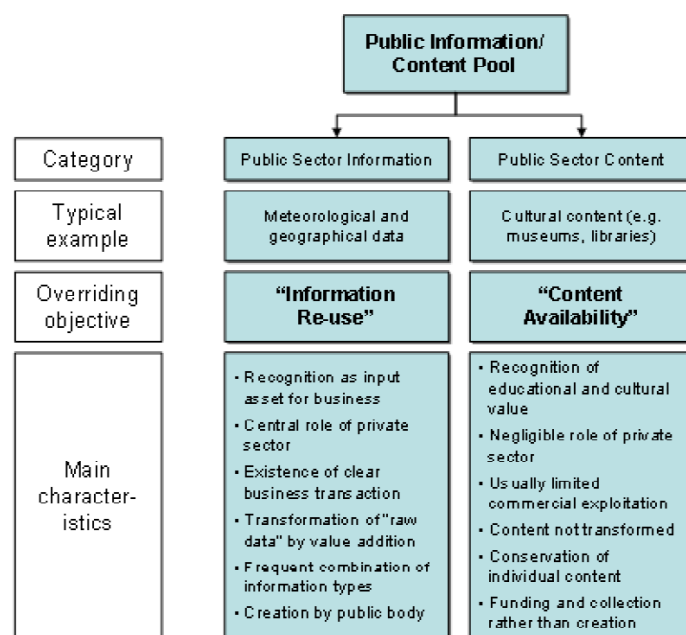 Public Information/
Content Pool
Category
Public Sector Information
Public Sector Content
Typical
example
Meteorological and
geographical data
Cultural content (e.g.
museums, libraries)
Overriding
objective
“Information
Re-use”
“Content
Availability”
Main
character-
istics
· Recognition as input
asset for business
· Central role of private
sector
· Existence of clear
business transaction
· Transformation of "raw
data" by value addition
· Frequent combination of
information types
· Creation by public body
· Recognition of
educational and cultural
value
· Negligible role of private
sector
· Usually limited
commercial exploitation
· Content not transformed
· Conservation of
individual content
· Funding and collection
rather than creation